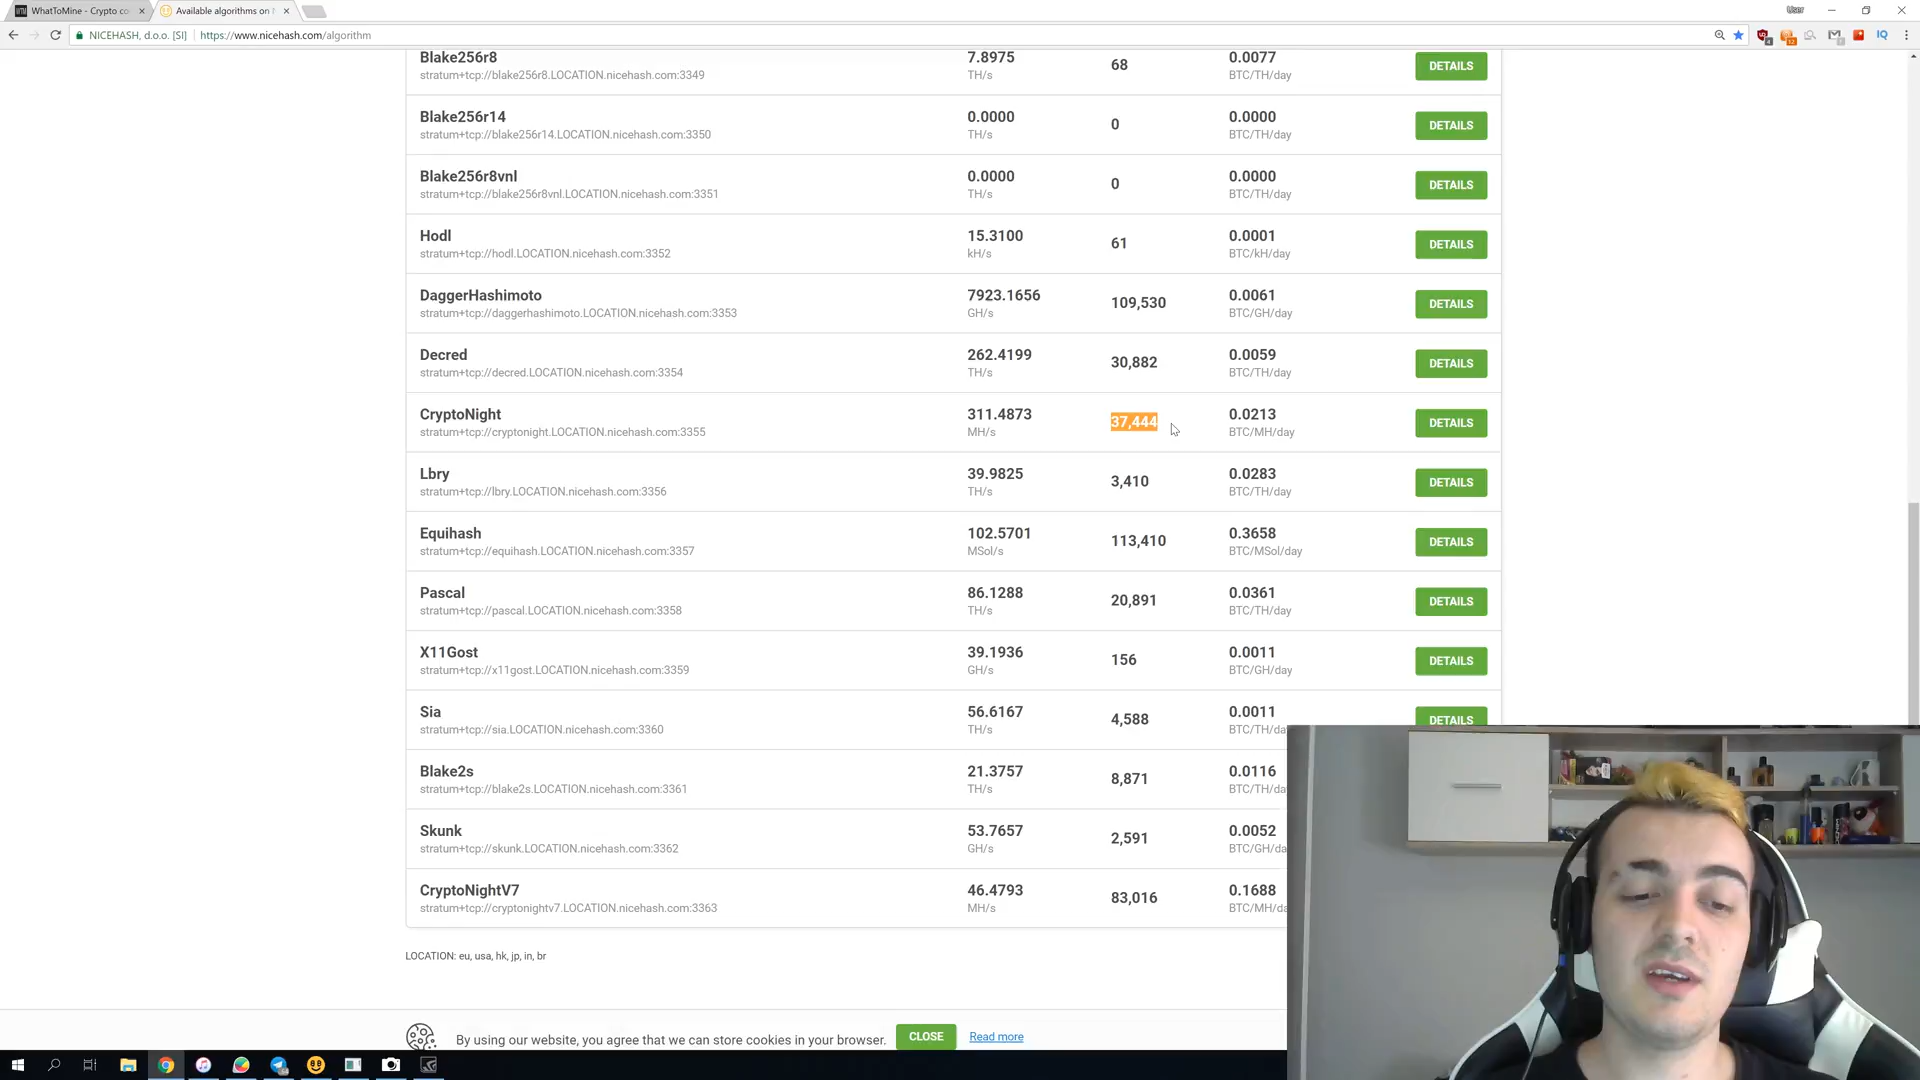 WhatToMine - Crypto co
Available algorithms on
User
NICEHASH, d.o.o. [SI]
https://www.nicehash.com/algorithm
Blake256r8
7.8975
68
0.0077
DETAILS
stratum+tcp://blake256r8.LOCATION.nicehash.com:3349
TH/s
BTC/TH/day
Blake256r14
0.0000
0
0.0000
DETAILS
stratum+tcp://blake256r14.LOCATION.nicehash.com:3350
TH/s
BTC/TH/day
Blake256r8vnl
0.0000
0
0.0000
DETAILS
stratum+tcp://blake256r8vnl.LOCATION.nicehash.com:3351
TH/s
BTC/TH/day
Hodl
15.3100
61
0.0001
DETAILS
stratum+tcp://hodl.LOCATION.nicehash.com:3352
kH/s
BTC/kH/day
DaggerHashimoto
7923.1656
109,530
0.0061
DETAILS
stratum+tcp://daggerhashimoto.LOCATION.nicehash.com:3353
GH/s
BTC/GH/day
Decred
262.4199
30,882
0.0059
DETAILS
stratum+tcp://decred.LOCATION.nicehash.com:3354
TH/s
BTC/TH/day
CryptoNight
311.4873
37,444
0.0213
DETAILS
stratum+tcp://cryptonight.LOCATION.nicehash.com:3355
MH/s
BTC/MH/day
Lbry
39.9825
3,410
0.0283
DETAILS
stratum+tcp://lbry.LOCATION.nicehash.com:3356
TH/s
BTC/TH/day
Equihash
102.5701
113,410
0.3658
DETAILS
stratum+tcp://equihash.LOCATION.nicehash.com:3357
MSol/s
BTC/MSol/day
Pascal
86.1288
20,891
0.0361
DETAILS
stratum+tcp://pascal.LOCATION.nicehash.com:3358
TH/s
BTC/TH/day
X11Gost
39.1936
156
0.0011
DETAILS
stratum+tcp://x11gost.LOCATION.nicehash.com:3359
GH/s
BTC/GH/day
Sia
56.6167
4,588
0.0011
DETAILS
stratum+tcp://sia.LOCATION.nicehash.com:3360
TH/s
BTC/TH/da
Blake2s
21.3757
8,871
0.0116
stratum+tcp://blake2s.LOCATION.nicehash.com:3361
TH/s
BTC/TH/da
Skunk
53.7657
2,591
0.0052
stratum+tcp://skunk.LOCATION.nicehash.com:3362
GH/s
BTC/GH/da
CryptoNightV7
46.4793
83,016
0.1688
stratum+tcp://cryptonightv7.LOCATION.nicehash.com:3363
MH/s
BTC/MH/da
LOCATION: eu, usa, hk, jp, in, br
By using our website, you agree that we can store cookies in your browser.
CLOSE
Read more